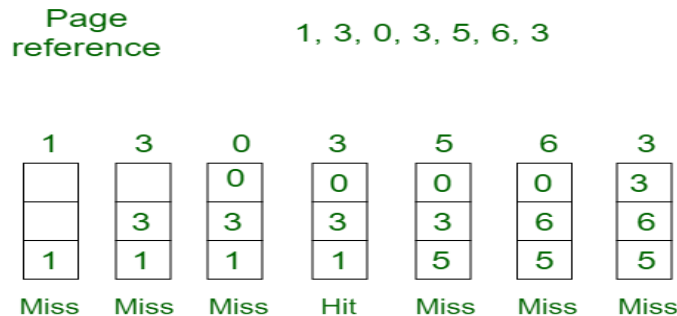 Page
reference
1, 3, 0, 3, 5, 6, 3
1 3 0 3 5 6 3
0 0 0 0 3
3 3 3 3 6 6
1 1 1 1 5 5 5
Miss Miss Miss Hit Miss Miss Miss